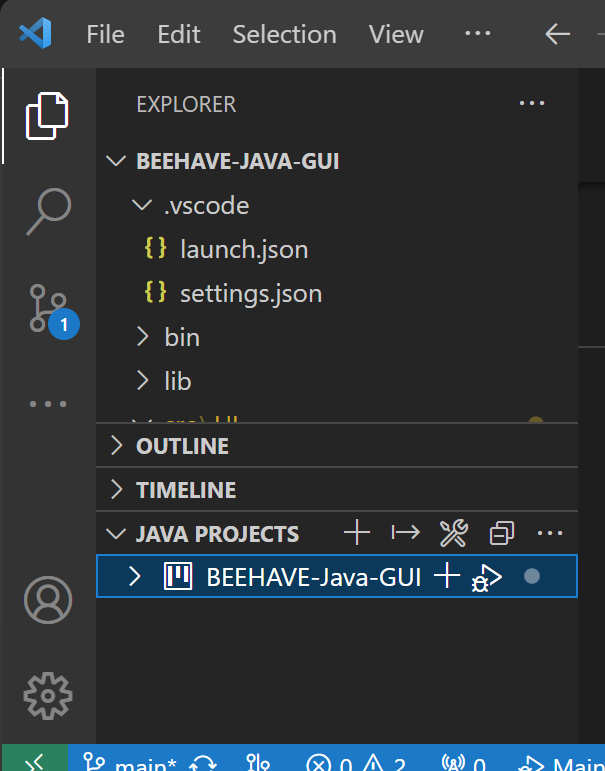 File Edit Selection View ...
EXPLORER ...
BEEHAVE-JAVA-GUI
.vscode
{} launch.json
{} settings.json
1
bin
lib
OUTLINE
TIMELINE
JAVA PROJECTS ...
BEEHAVE-Java-GUI
main* 0 2 0 Main